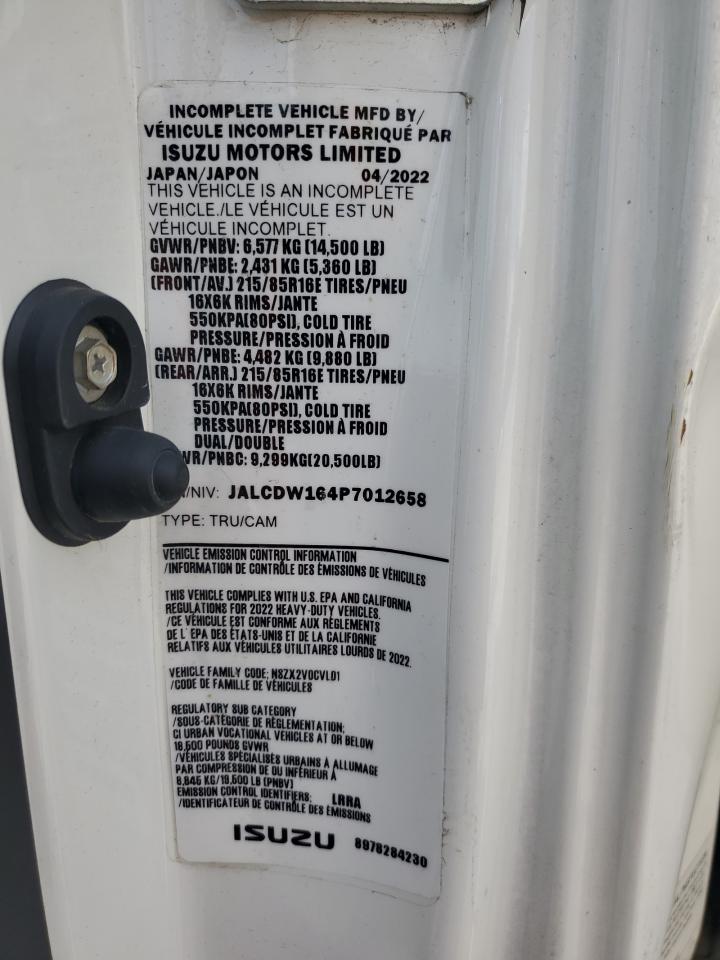 INCOMPLETE VEHICLE MFD BY/
VÉHICULE INCOMPLET FABRIQUÉ PAR
ISUZU MOTORS LIMITED
JAPAN/JAPON 04/2022
THIS VEHICLE IS AN INCOMPLETE
VEHICLE./LE VÉHICULE EST UN
VÉHICULE INCOMPLET.
GVWR/PNBV: 6,577 KG (14,500 LB)
GAWR/PNBE: 2,431 KG (5,360 LB)
(FRONT/AV.) 215/85R16E TIRES/PNEU
16X6K RIMS/JANTE
550KPA(80PSI), COLD TIRE
PRESSURE/PRESSION À FROID
GAWR/PNBE: 4,482 KG (9,880 LB)
(REAR/ARR.) 215/85R16E TIRES/PNEU
16X6K RIMS/JANTE
550KPA(80PSI), COLD TIRE
PRESSURE/PRESSION À FROID
DUAL/DOUBLE
WR/PNBC: 9,299KG(20,500LB)
/NIV: JALCDW164P7012658
TYPE: TRU/CAM
VEHICLE EMISSION CONTROL INFORMATION
/INFORMATION DE CONTRÔLE DES ÉMISSIONS DE VÉHICULES
THIS VEHICLE COMPLIES WITH U.S. EPA AND CALIFORNIA
REGULATIONS FOR 2022 HEAVY-DUTY VEHICLES.
/CE VÉHICULE EST CONFORME AUX RÈGLEMENTS
DE L'EPA DES ÉTATS-UNIS ET DE LA CALIFORNIE
RELATIFS AUX VÉHICULES UTILITAIRES LOURDS DE 2022.
VEHICLE FAMILY CODE: NSZX2VOCVL01
/CODE DE FAMILLE DE VÉHICULES
REGULATORY SUB CATEGORY
/SOUS-CATÉGORIE DE RÈGLEMENTATION:
CI URBAN VOCATIONAL VEHICLES AT OR BELOW
19,500 POUNDS GVWR
/VÉHICULES SPÉCIALISÉS URBAINS À ALLUMAGE
PAR COMPRESSION DE OU INFÉRIEUR À
8,845 KG/19,500 LB (PNBV)
EMISSION CONTROL IDENTIFIERS: LRRA
/IDENTIFICATEUR DE CONTRÔLE DES ÉMISSIONS
ISUZU 8978284230